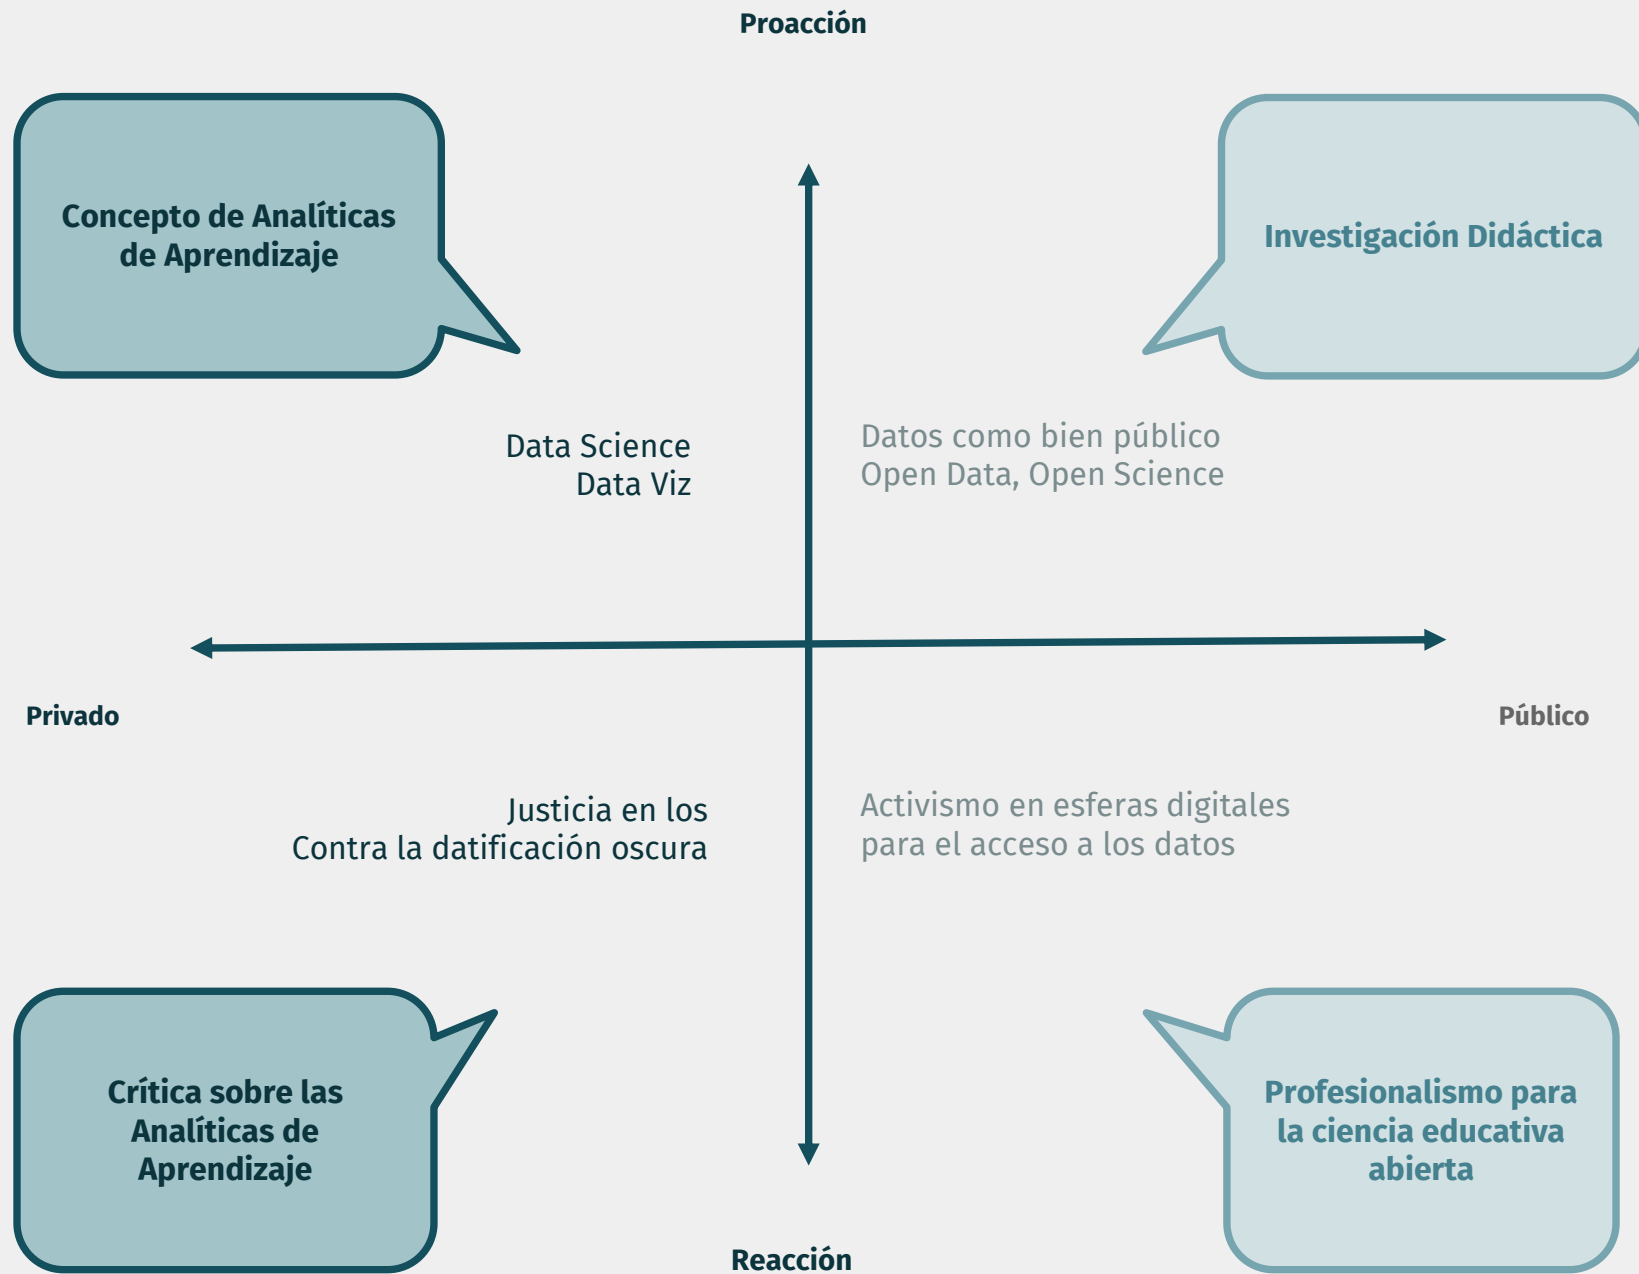 Proacción
Concepto de Analíticas
de Aprendizaje
Investigación Didáctica
Data Science
Data Viz
Datos como bien público
Open Data, Open Science
Privado
Público
Justicia en los
Contra la datificación oscura
Activismo en esferas digitales
para el acceso a los datos
Crítica sobre las
Analíticas de
Aprendizaje
Profesionalismo para
la ciencia educativa
abierta
Reacción